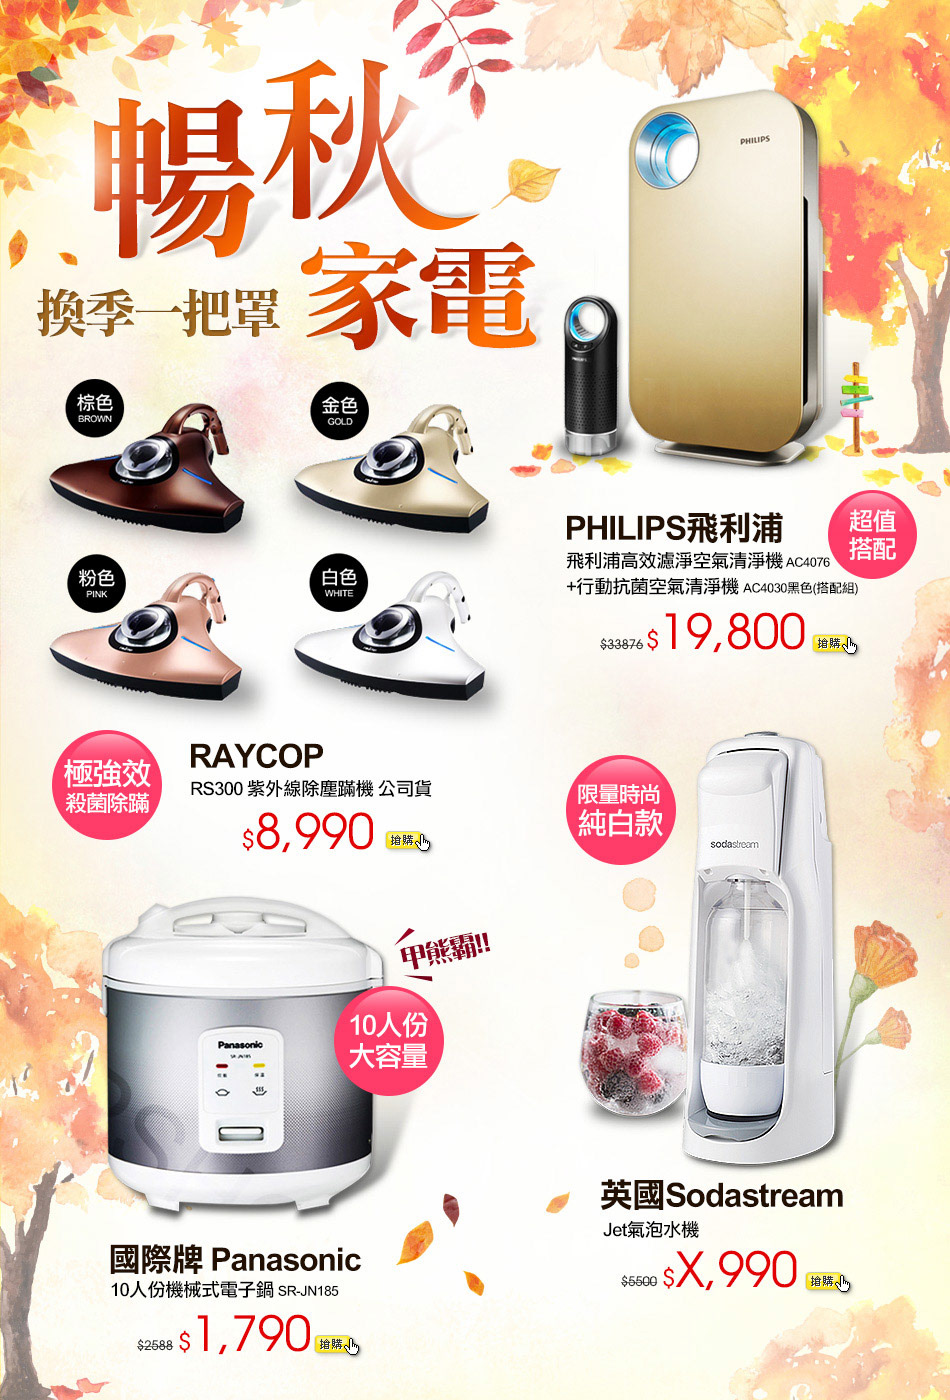 暢秋
家電
換季一把罩
PHILIPS
棕色
BROWN
金色
GOLD
粉色
PINK
白色
WHITE
PHILIPS飛利浦
飛利浦高效濾淨空氣清淨機 AC4076
+行動抗菌空氣清淨機 AC4030黑色(搭配組)
超值
搭配
$33876 $19,800 搶購
極強效
殺菌除蹣
RAYCOP
RS300 紫外線除塵蹣機 公司貨
$8,990 搶購
限量時尚
純白款
sodastream
甲熊霸!!
10人份
大容量
Panasonic
SR-JN185
國際牌 Panasonic
10人份機械式電子鍋 SR-JN185
$2588 $1,790 搶購
英國Sodastream
Jet氣泡水機
$5500 $X,990 搶購